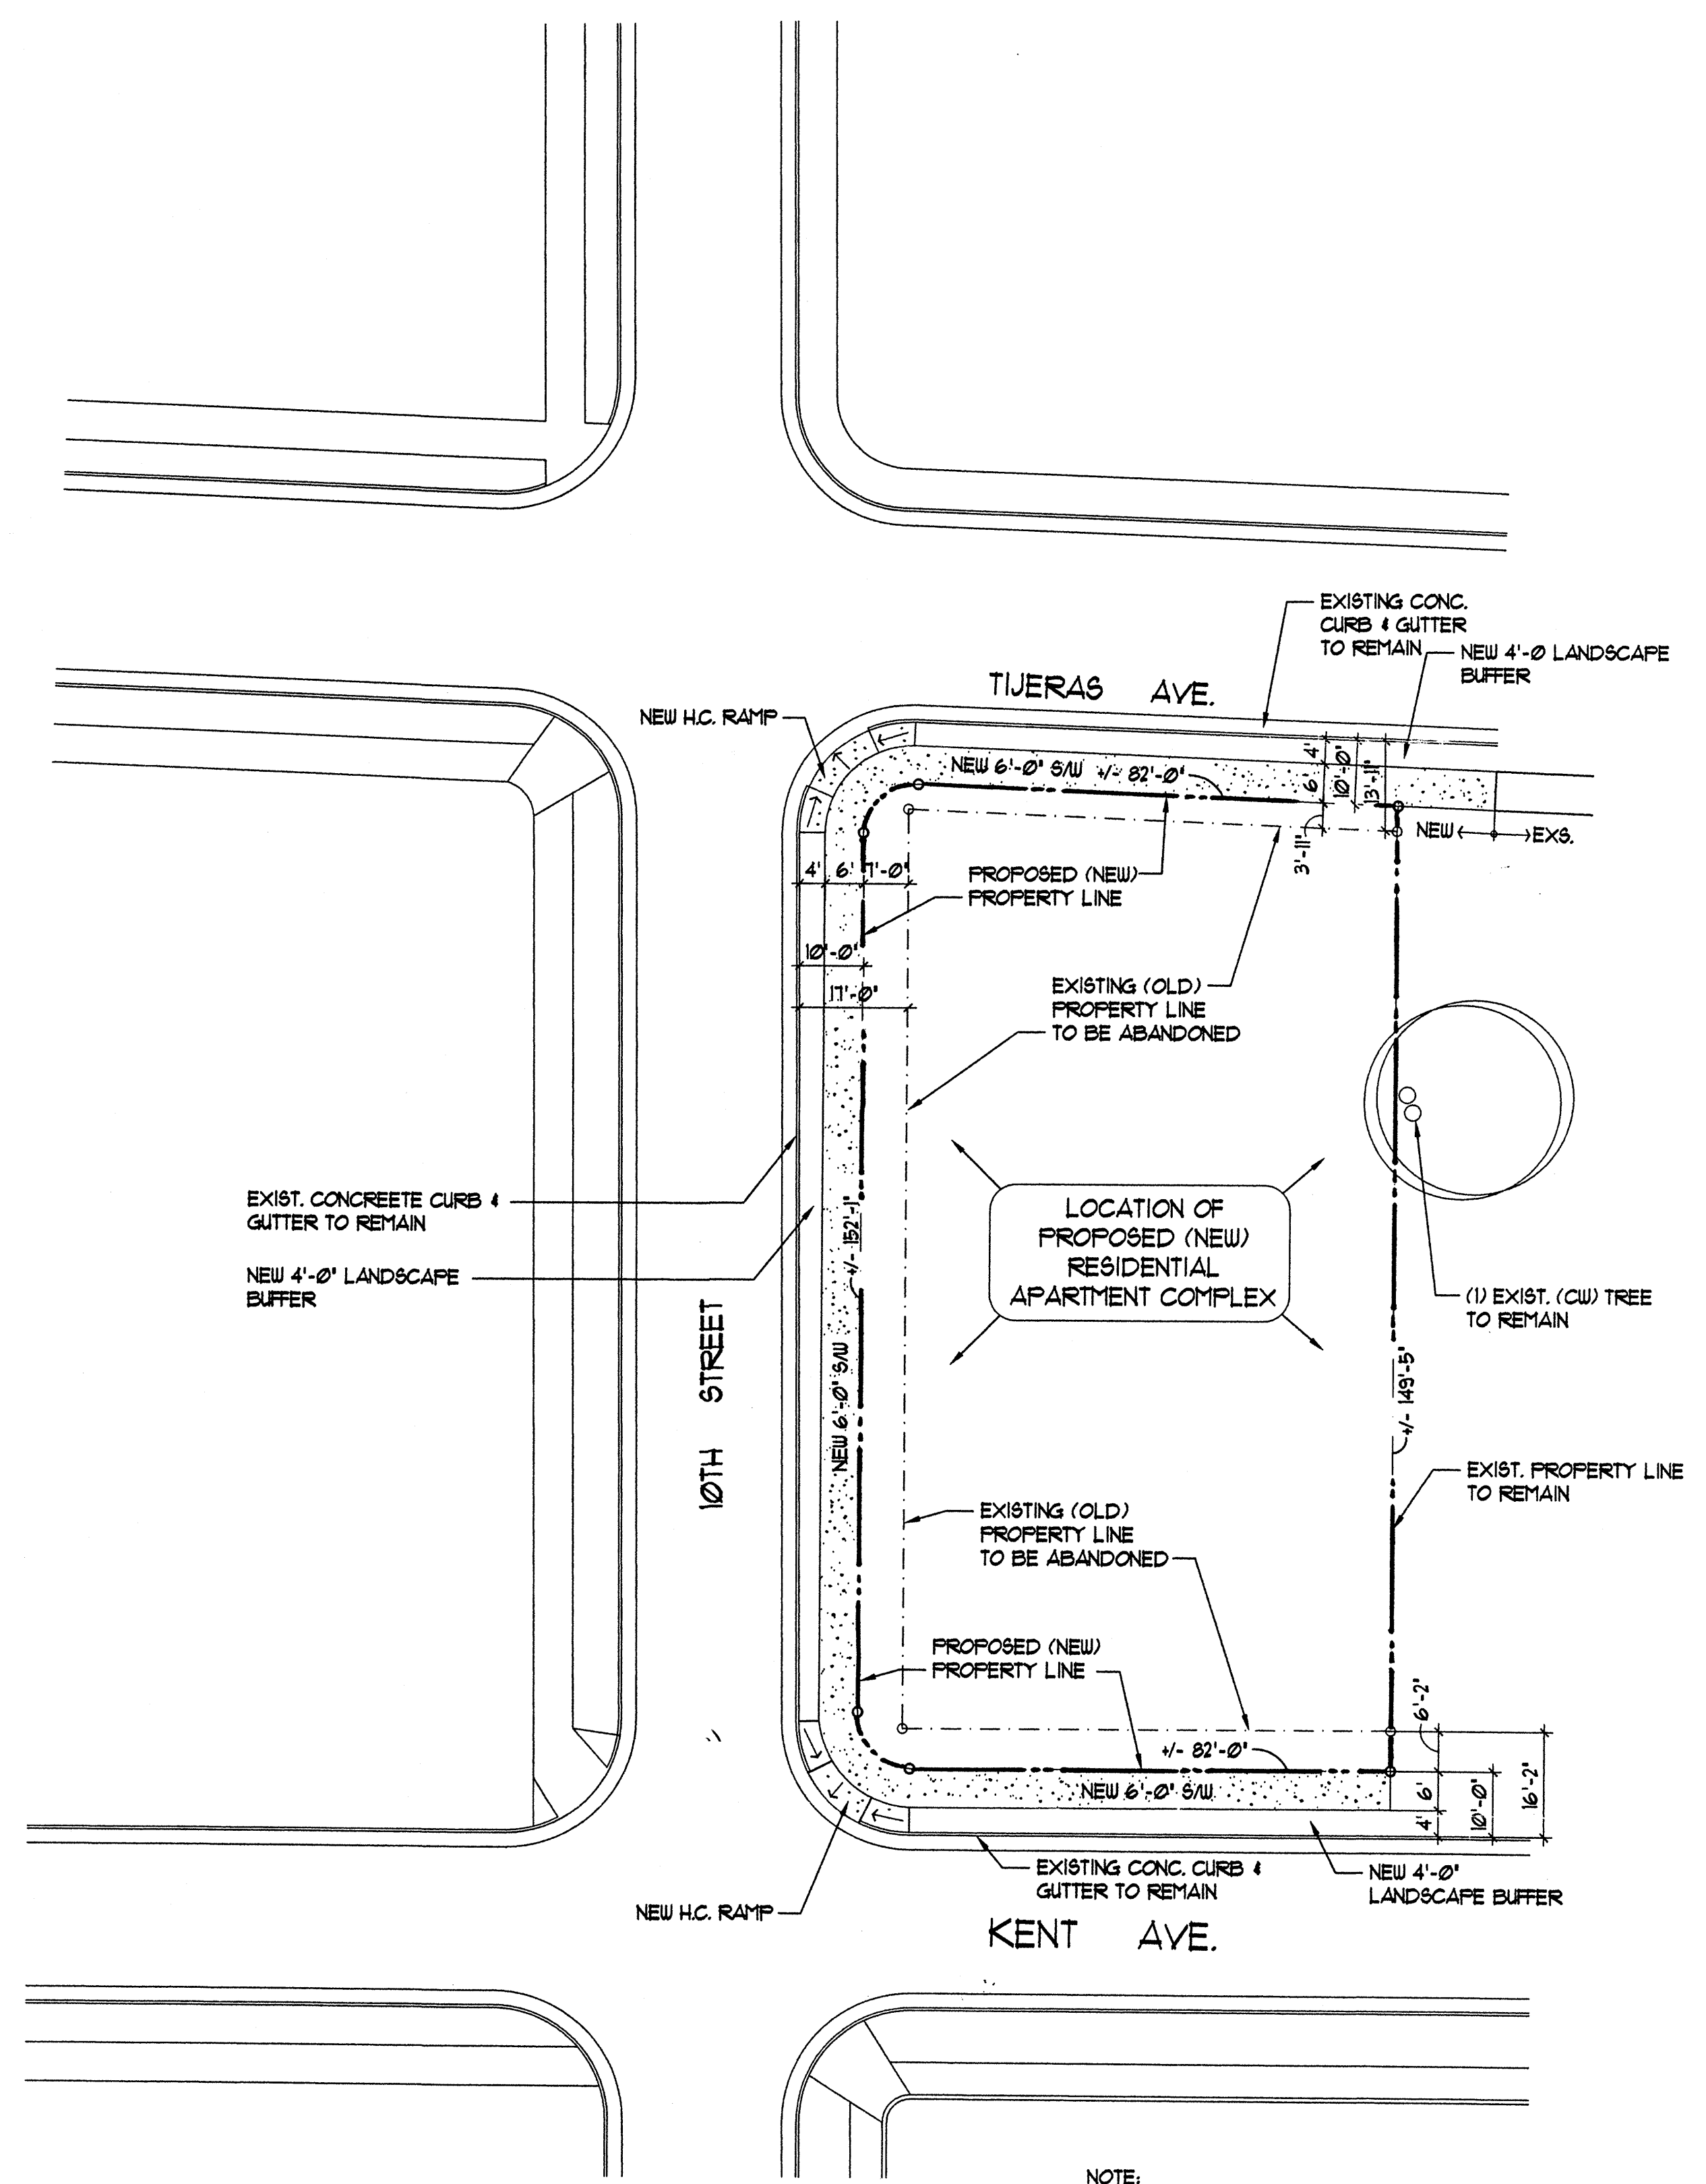 EXISTING CONC.
CURB & GUTTER
TO REMAIN
NEW 4'-0 LANDSCAPE
BUFFER
TIJERAS AVE.
NEW H.C. RAMP
NEW 6'-0" S/W +/- 82'-0"
4'
6'
10'-0"
13'-11"
3'-11"
NEW
EXS.
4'
6'
7'-0"
PROPOSED (NEW)
PROPERTY LINE
10'-0"
17'-0"
EXISTING (OLD)
PROPERTY LINE
TO BE ABANDONED
EXIST. CONCREETE CURB &
GUTTER TO REMAIN
NEW 4'-0" LANDSCAPE
BUFFER
+/- 152'-1"
LOCATION OF
PROPOSED (NEW)
RESIDENTIAL
APARTMENT COMPLEX
(1) EXIST. (CW) TREE
TO REMAIN
10TH STREET
NEW 6'-0" S/W
+/- 149'-5"
EXIST. PROPERTY LINE
TO REMAIN
EXISTING (OLD)
PROPERTY LINE
TO BE ABANDONED
PROPOSED (NEW)
PROPERTY LINE
6'-2"
+/- 82'-0"
NEW 6'-0" S/W
6'
4'
10'-0"
16'-2"
EXISTING CONC. CURB &
GUTTER TO REMAIN
NEW 4'-0"
LANDSCAPE BUFFER
NEW H.C. RAMP
KENT AVE.
NOTE: